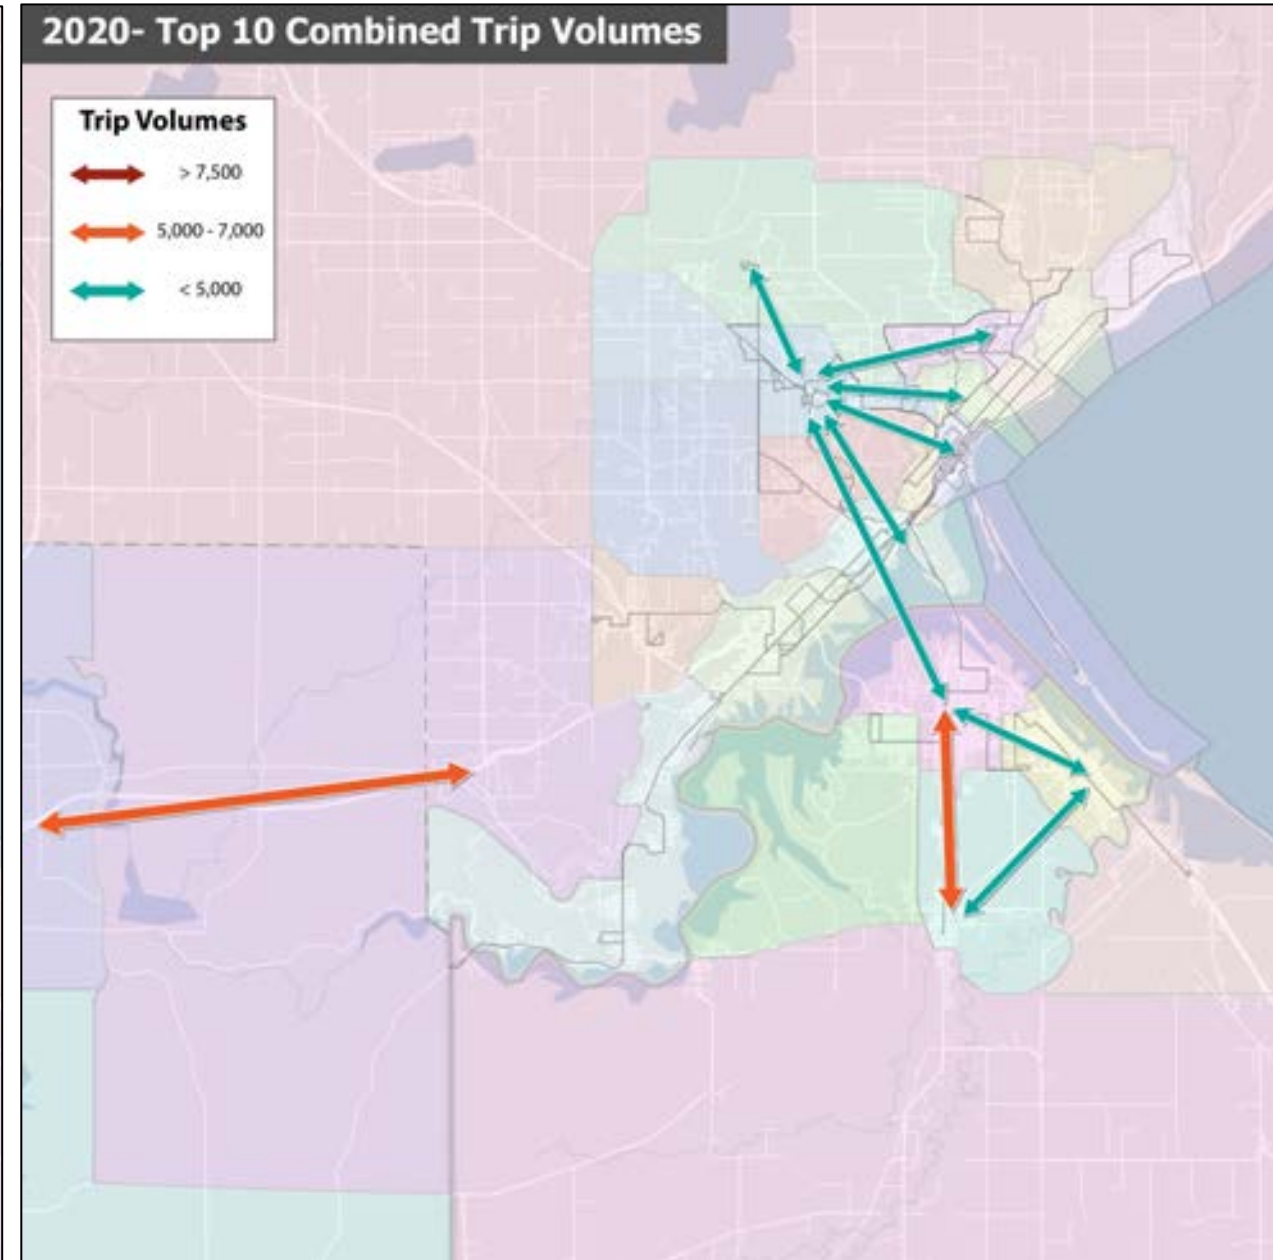 2020- Top 10 Combined Trip Volumes
Trip Volumes
> 7,500
5,000 - 7,000
< 5,000